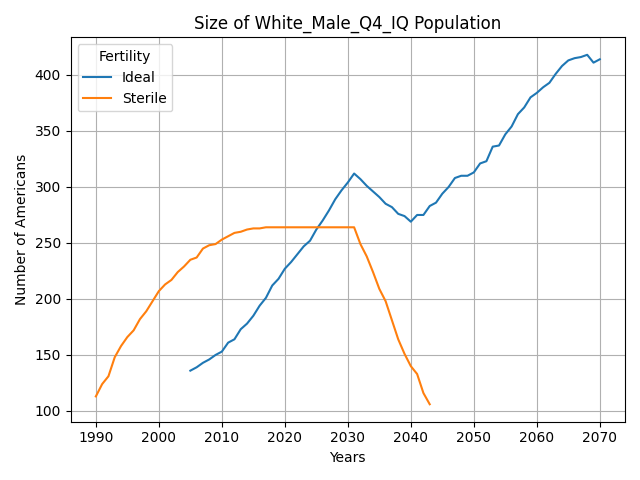 Size of White_Male_Q4_IQ Population
Fertility
Ideal
Sterile
Number of Americans
400
350
300
250
200
150
100
1990 2000 2010 2020 2030 2040 2050 2060 2070
Years